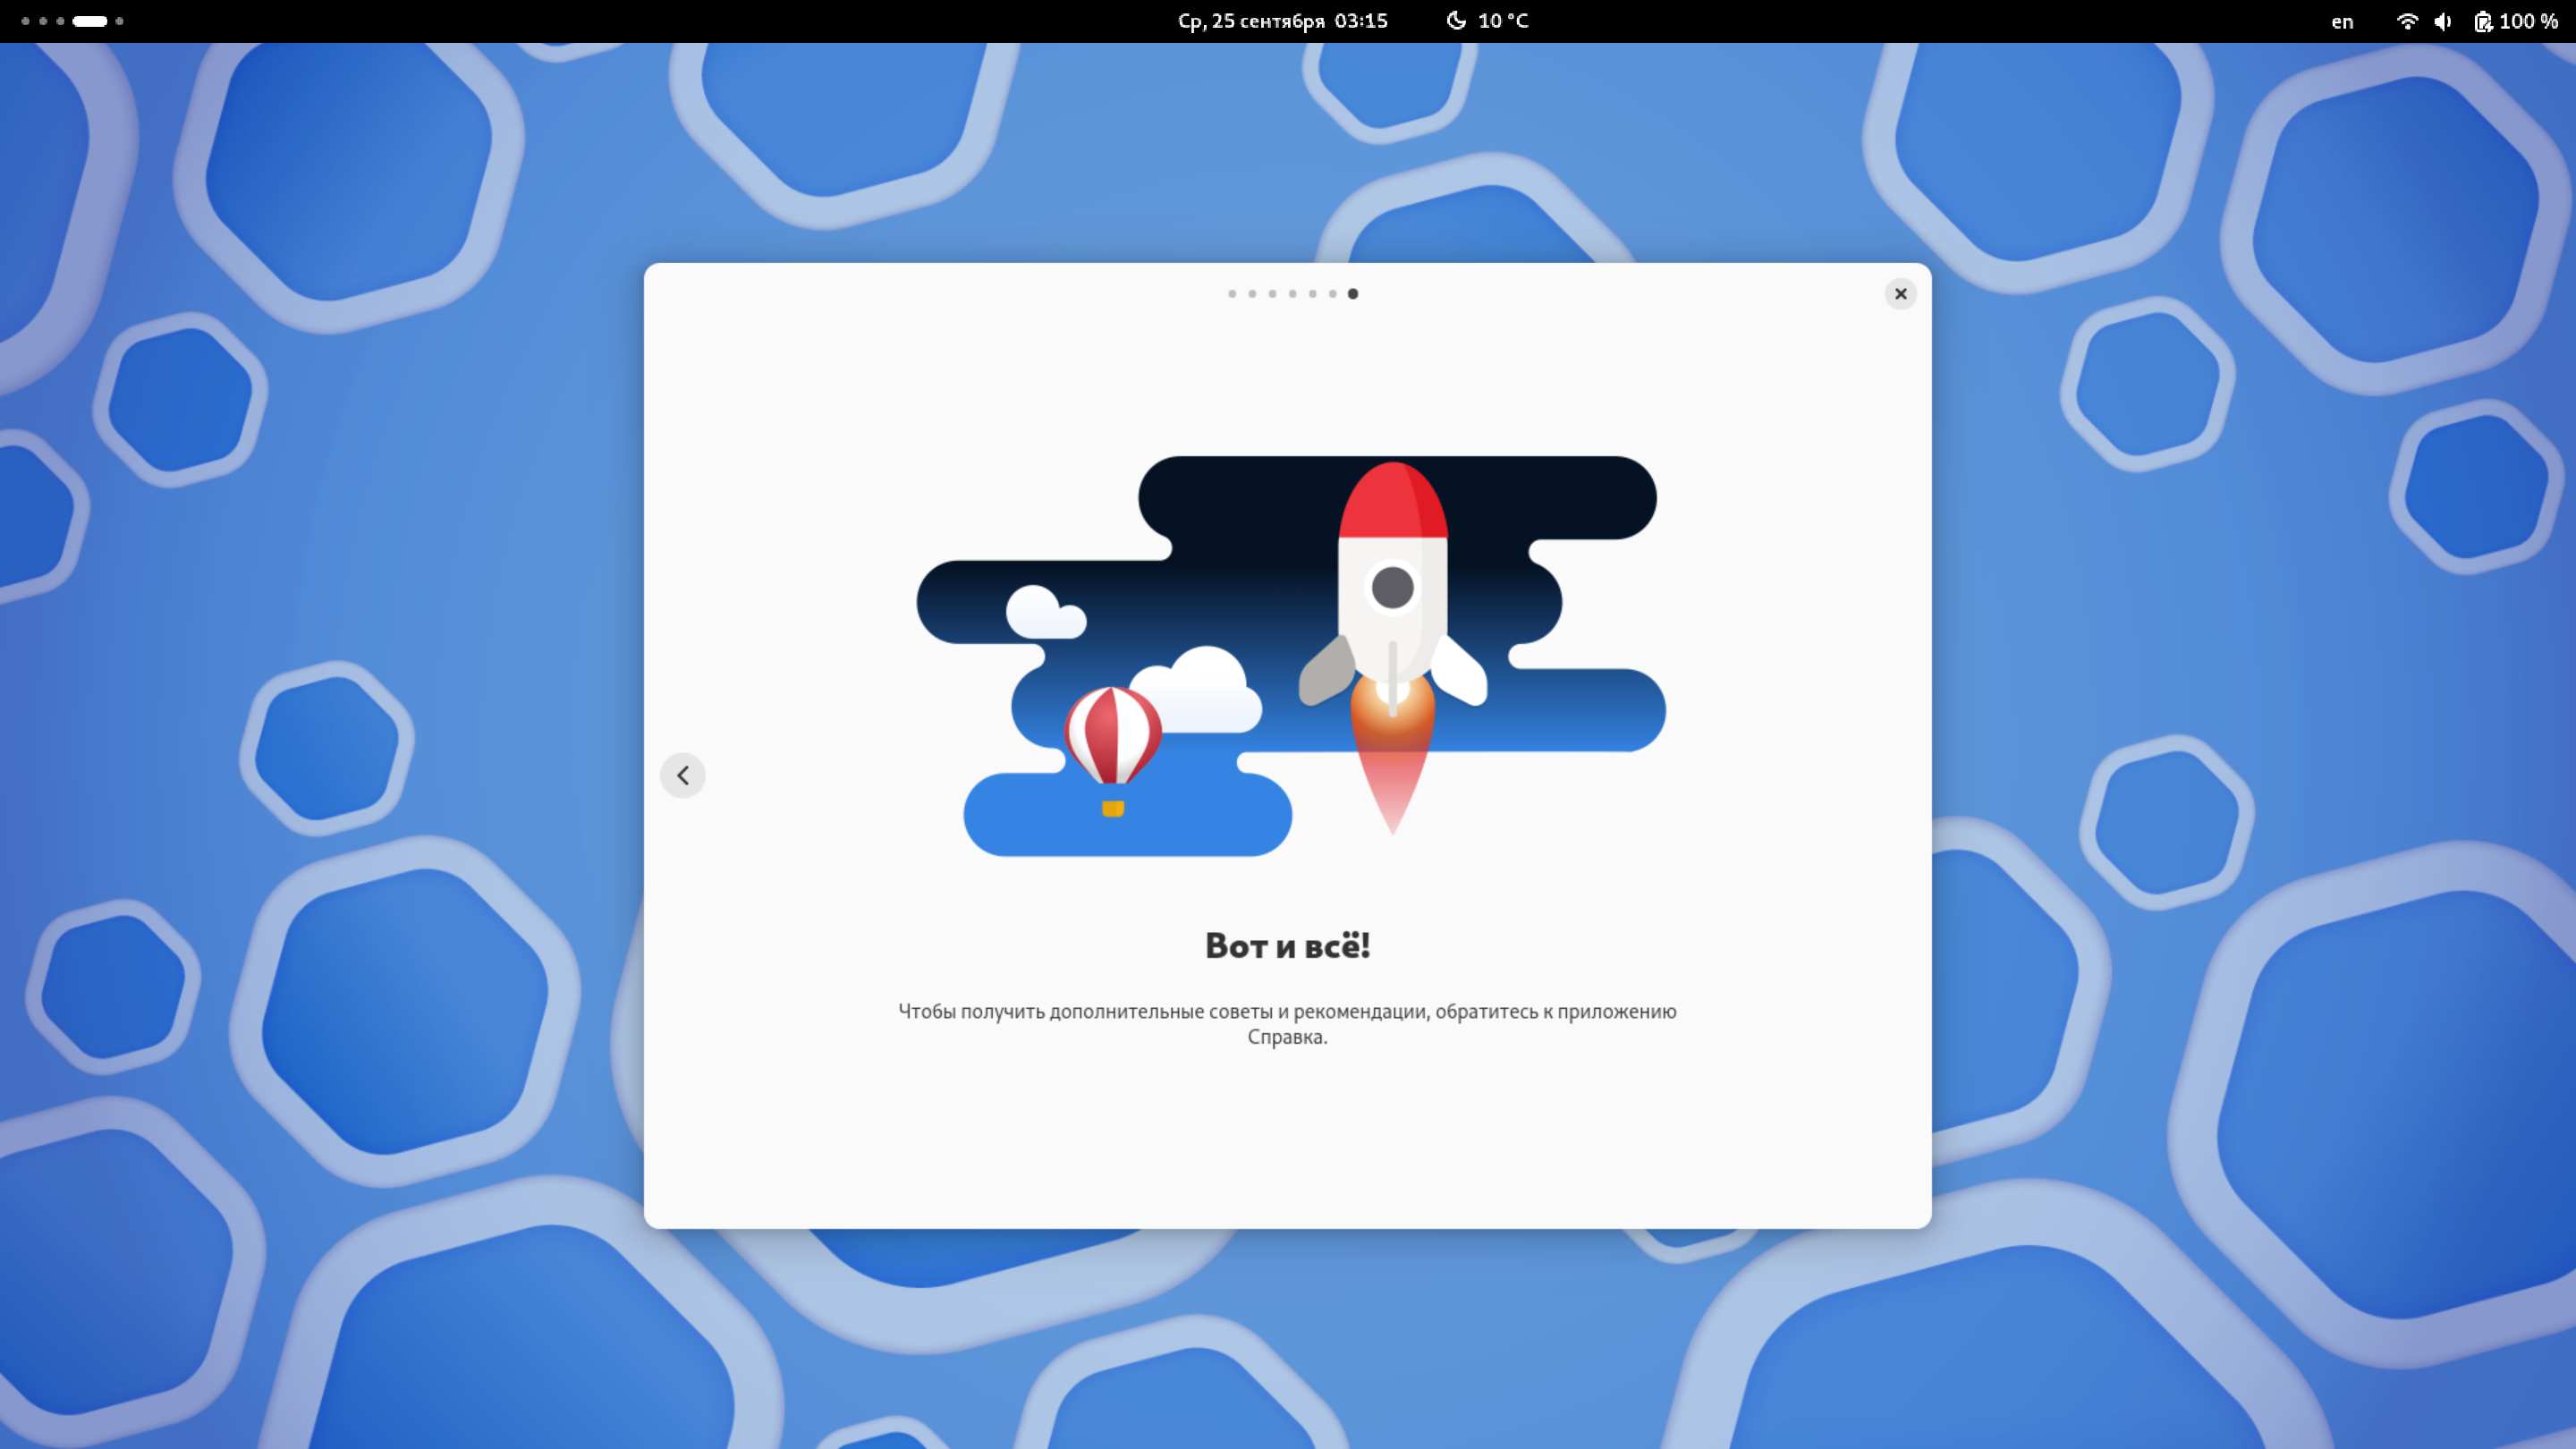 Ср, 25 сентября 03:15 10 °C en 100 %
Вот и всё!
Чтобы получить дополнительные советы и рекомендации, обратитесь к приложению
Справка.